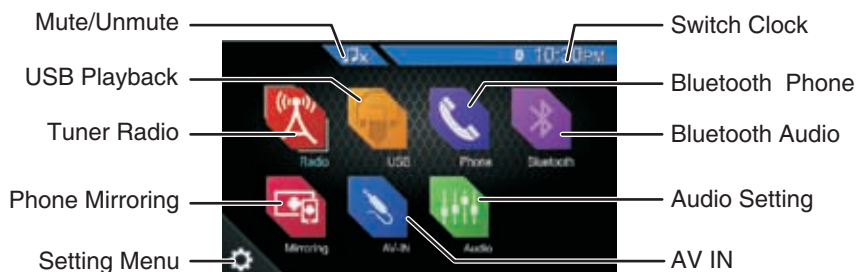 Mute/Unmute
Switch Clock
10:30PM
USB Playback
Bluetooth Phone
Tuner Radio
Bluetooth Audio
Radio
USB
Phone
Bluetooth
Phone Mirroring
Audio Setting
Mirroring
AV-IN
Audio
Setting Menu
AV IN